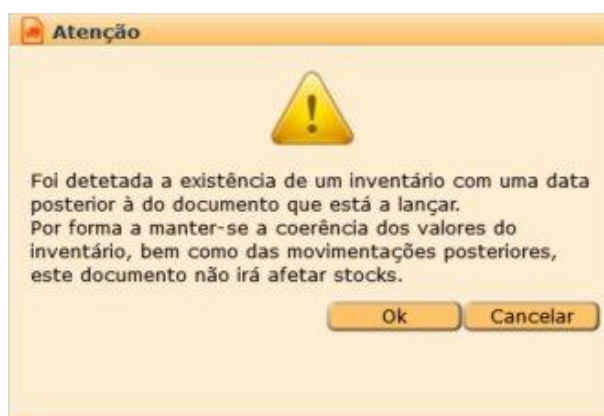 Atenção
Foi detetada a existência de um inventário com uma data
posterior à do documento que está a lançar.
Por forma a manter-se a coerência dos valores do
inventário, bem como das movimentações posteriores,
este documento não irá afetar stocks.
Ok Cancelar